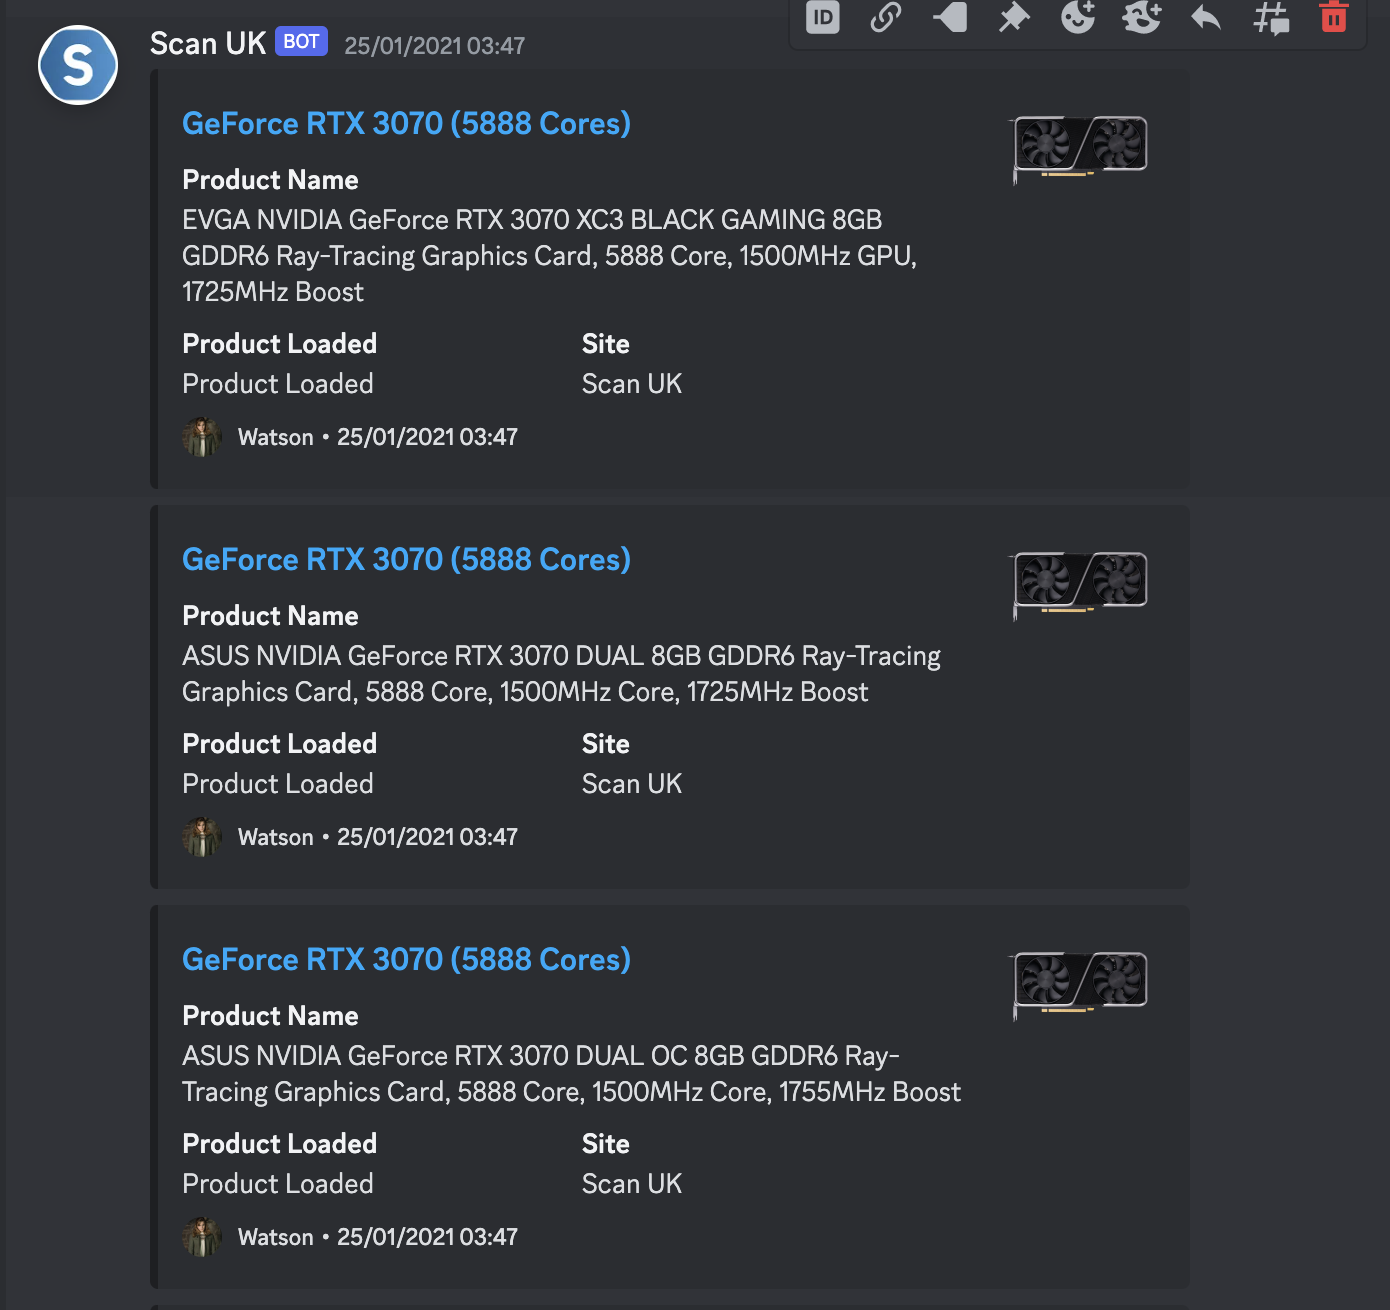 S
Scan UK BOT 25/01/2021 03:47
ID
GeForce RTX 3070 (5888 Cores)
Product Name
EVGA NVIDIA GeForce RTX 3070 XC3 BLACK GAMING 8GB
GDDR6 Ray-Tracing Graphics Card, 5888 Core, 1500MHz GPU,
1725MHz Boost
Product Loaded Site
Product Loaded Scan UK
Watson • 25/01/2021 03:47
GeForce RTX 3070 (5888 Cores)
Product Name
ASUS NVIDIA GeForce RTX 3070 DUAL 8GB GDDR6 Ray-Tracing
Graphics Card, 5888 Core, 1500MHz Core, 1725MHz Boost
Product Loaded Site
Product Loaded Scan UK
Watson • 25/01/2021 03:47
GeForce RTX 3070 (5888 Cores)
Product Name
ASUS NVIDIA GeForce RTX 3070 DUAL OC 8GB GDDR6 Ray-
Tracing Graphics Card, 5888 Core, 1500MHz Core, 1755MHz Boost
Product Loaded Site
Product Loaded Scan UK
Watson • 25/01/2021 03:47